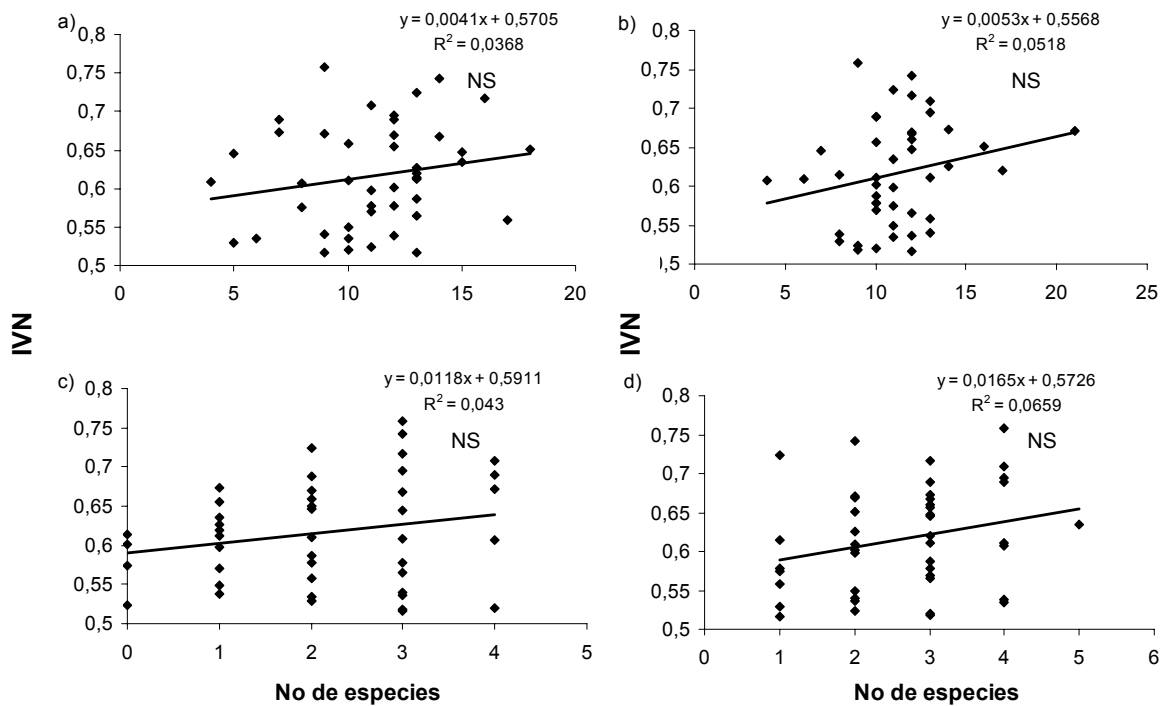 a)
y = 0,0041x + 0,5705
R² = 0,0368
NS
0,8
0,75
0,7
0,65
0,6
0,55
0,5
0 5 10 15 20
b)
y = 0,0053x + 0,5568
R² = 0,0518
NS
0,8
0,75
0,7
0,65
0,6
0,55
),5
0 5 10 15 20 25
IVN
IVN
c)
y = 0,0118x + 0,5911
R² = 0,043
NS
0,8
0,75
0,7
0,65
0,6
0,55
0,5
0 1 2 3 4 5
No de especies
d)
y = 0,0165x + 0,5726
R² = 0,0659
NS
0,8
0,75
0,7
0,65
0,6
0,55
0,5
0 1 2 3 4 5 6
No de especies